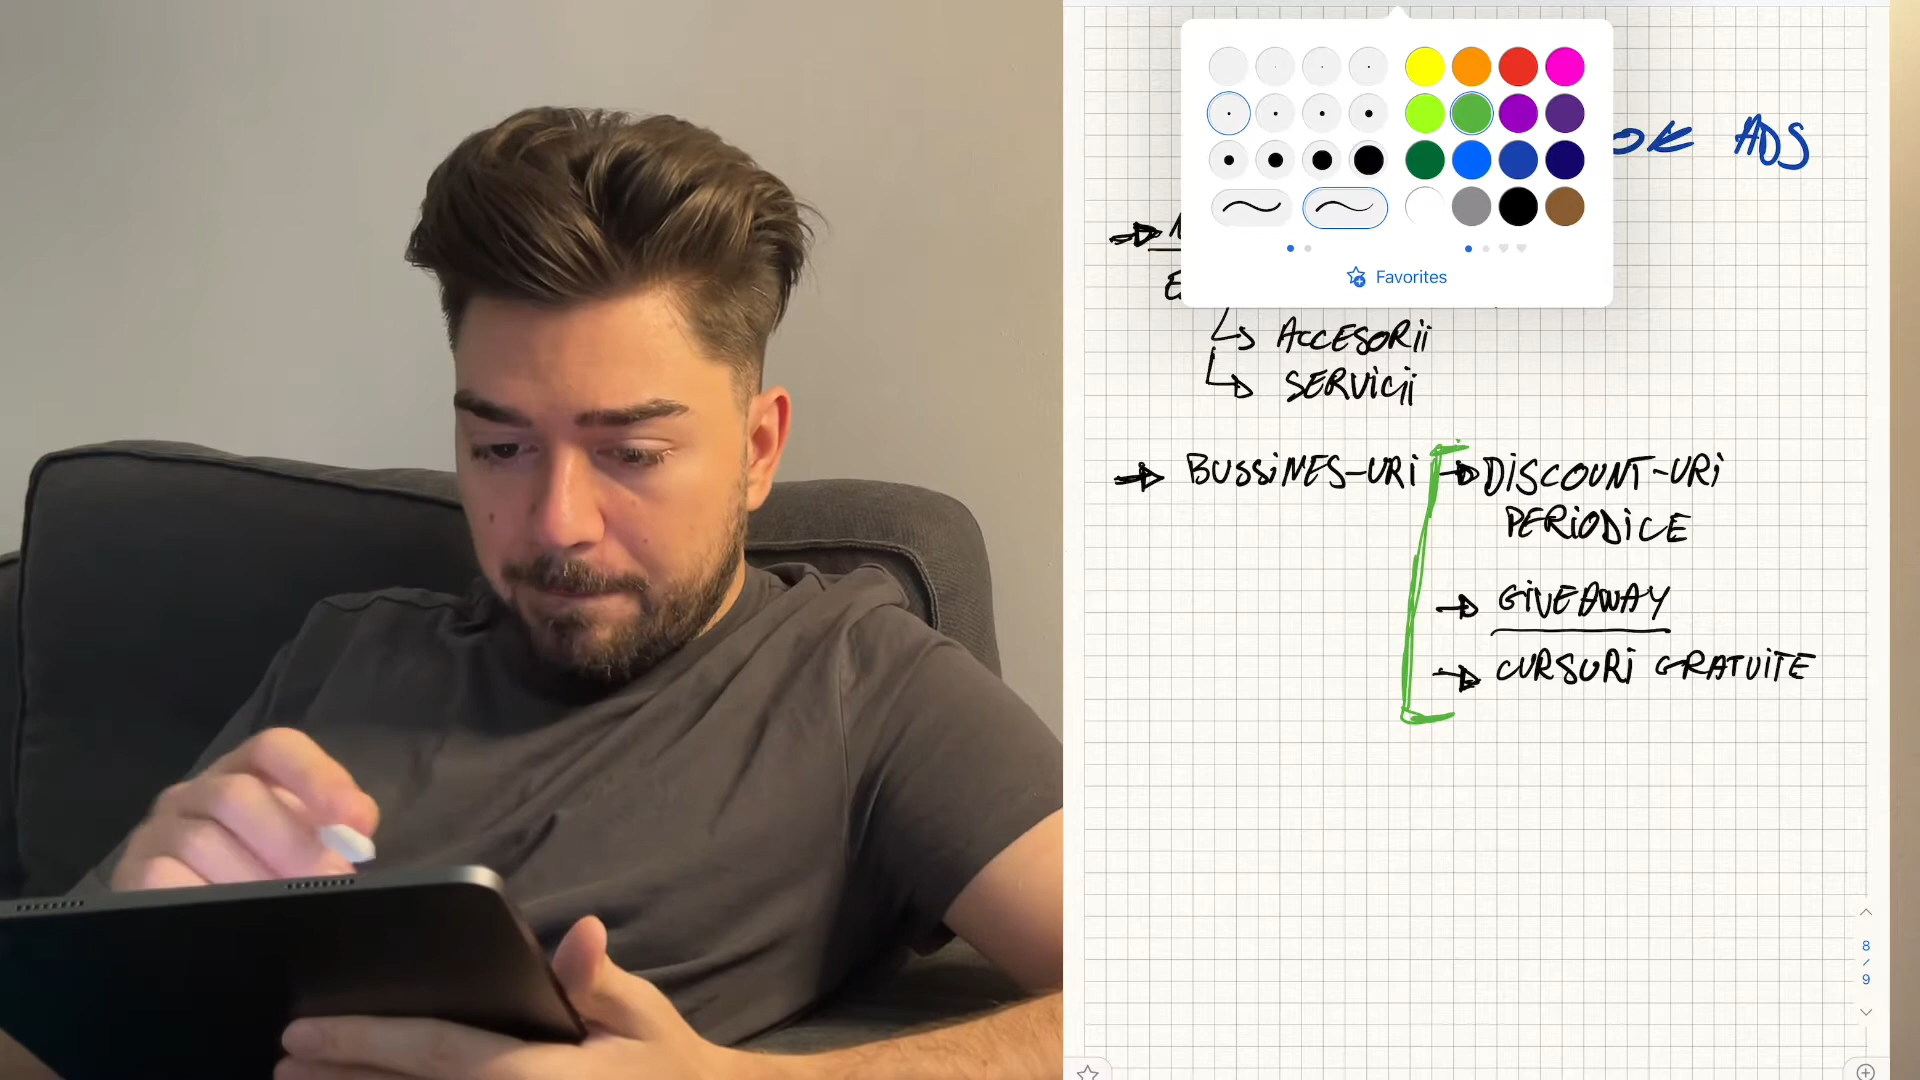 ADS
Favorites
ACCESORii
SERViCii
BUSSiNES-URi
DiSCOUNT-URi
PERiODiCE
GiVEAWAY
CURSURi GRATUiTE
8
/
9